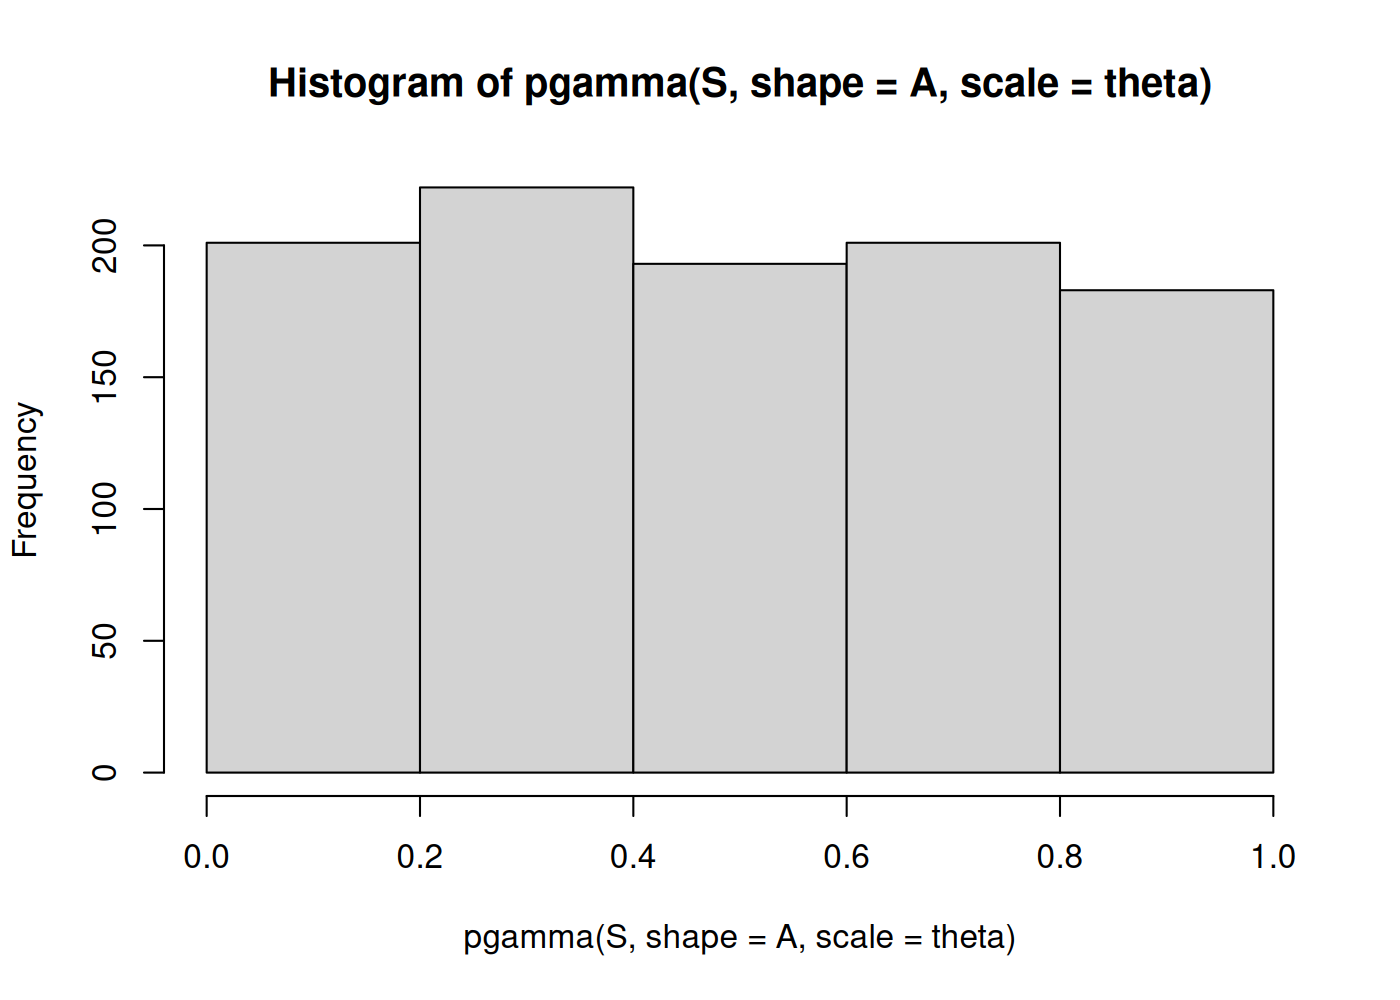 Histogram of pgamma(S, shape = A, scale = theta)
200
150
100
50
0
Frequency
0.0 0.2 0.4 0.6 0.8 1.0
pgamma(S, shape = A, scale = theta)